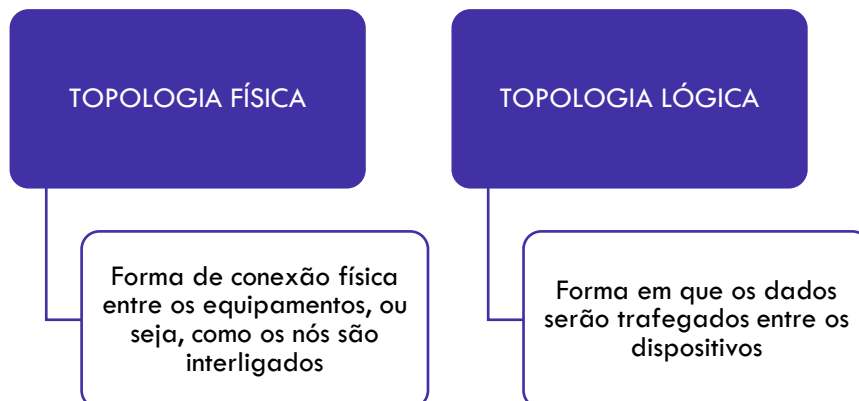 TOPOLOGIA FÍSICA
Forma de conexão física
entre os equipamentos, ou
seja, como os nós são
interligados
TOPOLOGIA LÓGICA
Forma em que os dados
serão trafegados entre os
dispositivos